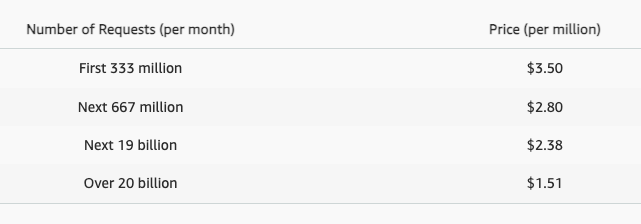 Number of Requests (per month) Price (per million)
First 333 million $3.50
Next 667 million $2.80
Next 19 billion $2.38
Over 20 billion $1.51